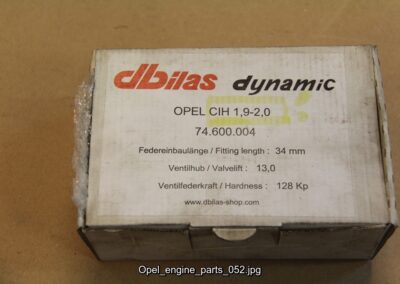 dbilas dynamic
OPEL CIH 1,9-2,0
74.600.004
Federeinbaulänge / Fitting length : 34 mm
Ventilhub / Valvelift : 13,0
Ventilfederkraft / Hardness : 128 Kp
www.dbilas-shop.com
Opel_engine_parts_052.jpg